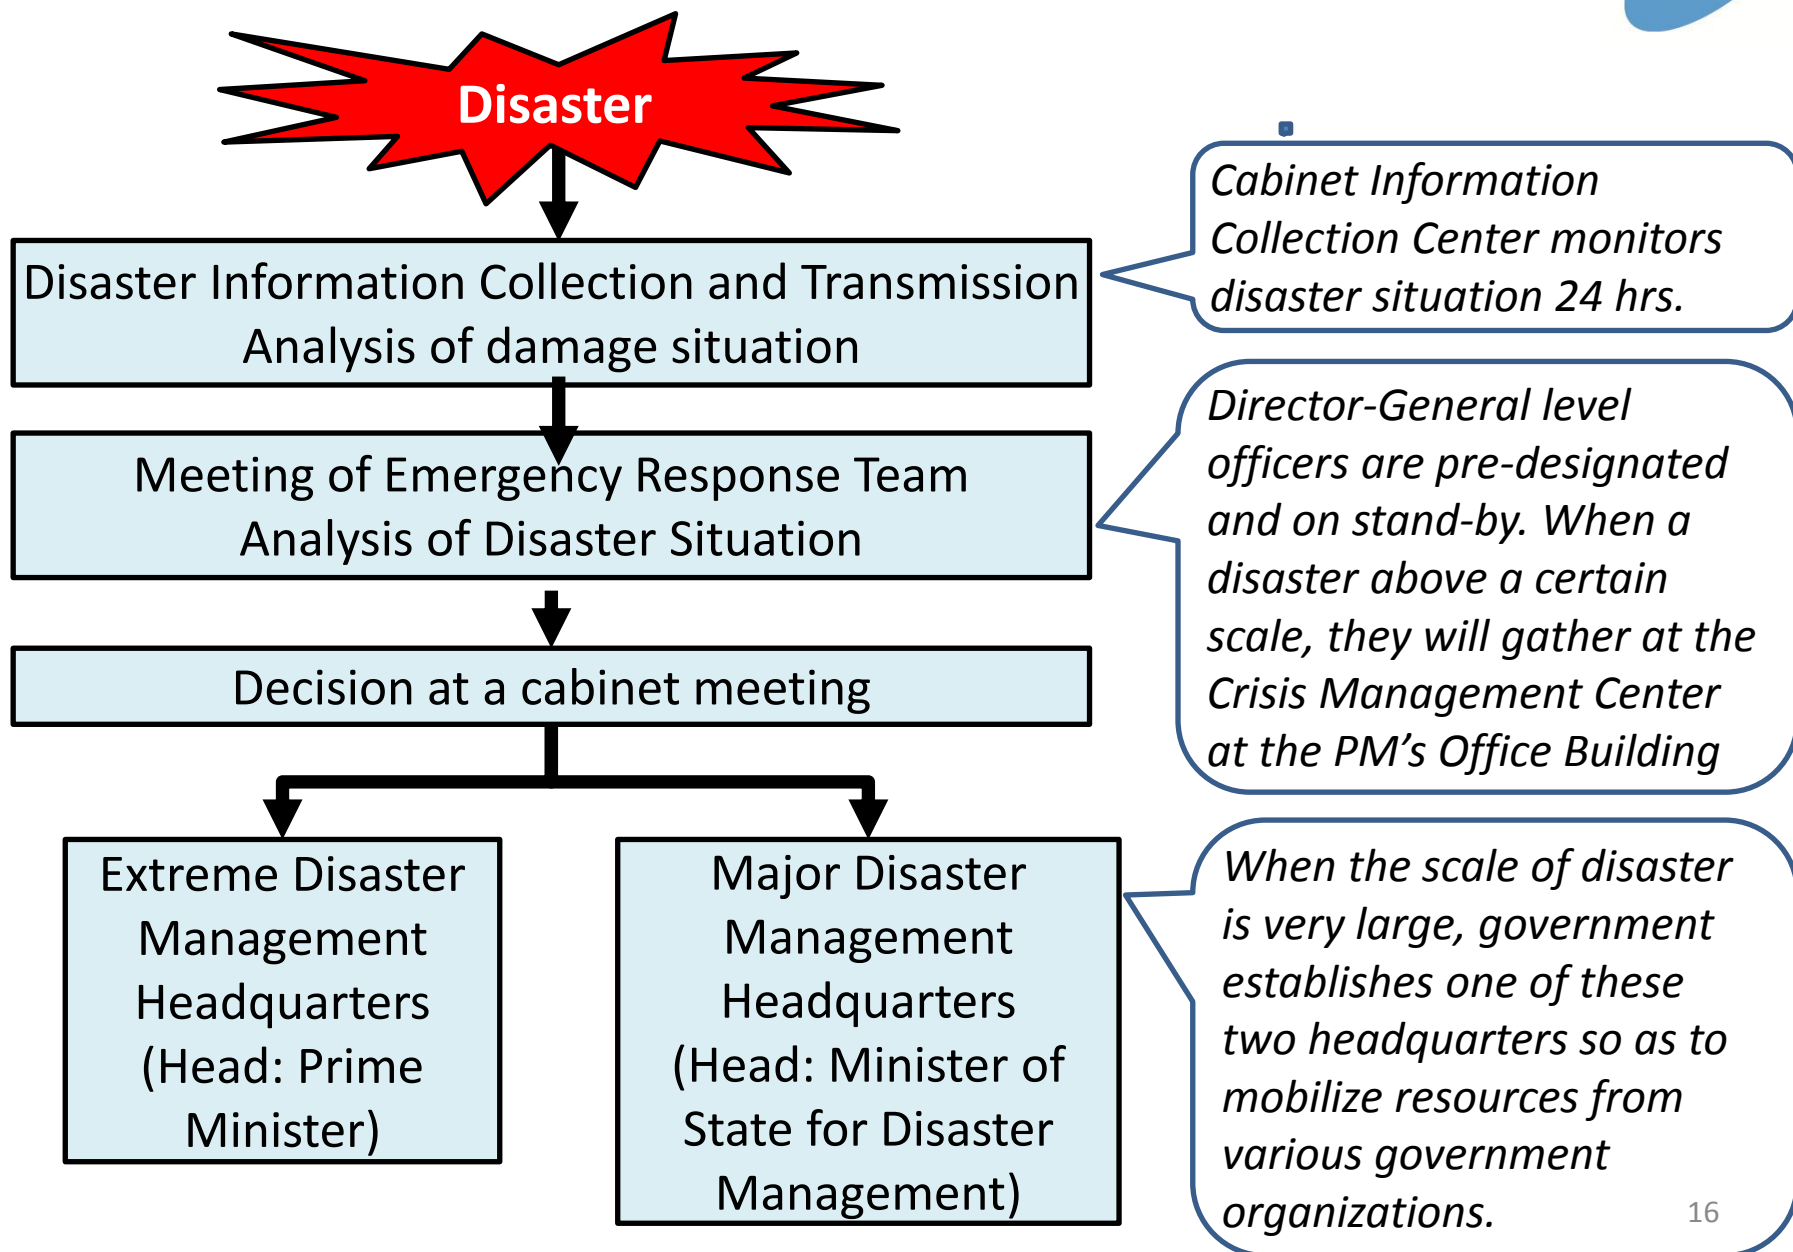 Disaster
Disaster Information Collection and Transmission
Analysis of damage situation
Meeting of Emergency Response Team
Analysis of Disaster Situation
Decision at a cabinet meeting
Extreme Disaster
Management
Headquarters
(Head: Prime
Minister)
Major Disaster
Management
Headquarters
(Head: Minister of
State for Disaster
Management)
Cabinet Information
Collection Center monitors
disaster situation 24 hrs.
Director-General level
officers are pre-designated
and on stand-by. When a
disaster above a certain
scale, they will gather at the
Crisis Management Center
at the PM’s Office Building
When the scale of disaster
is very large, government
establishes one of these
two headquarters so as to
mobilize resources from
various government
organizations.
16